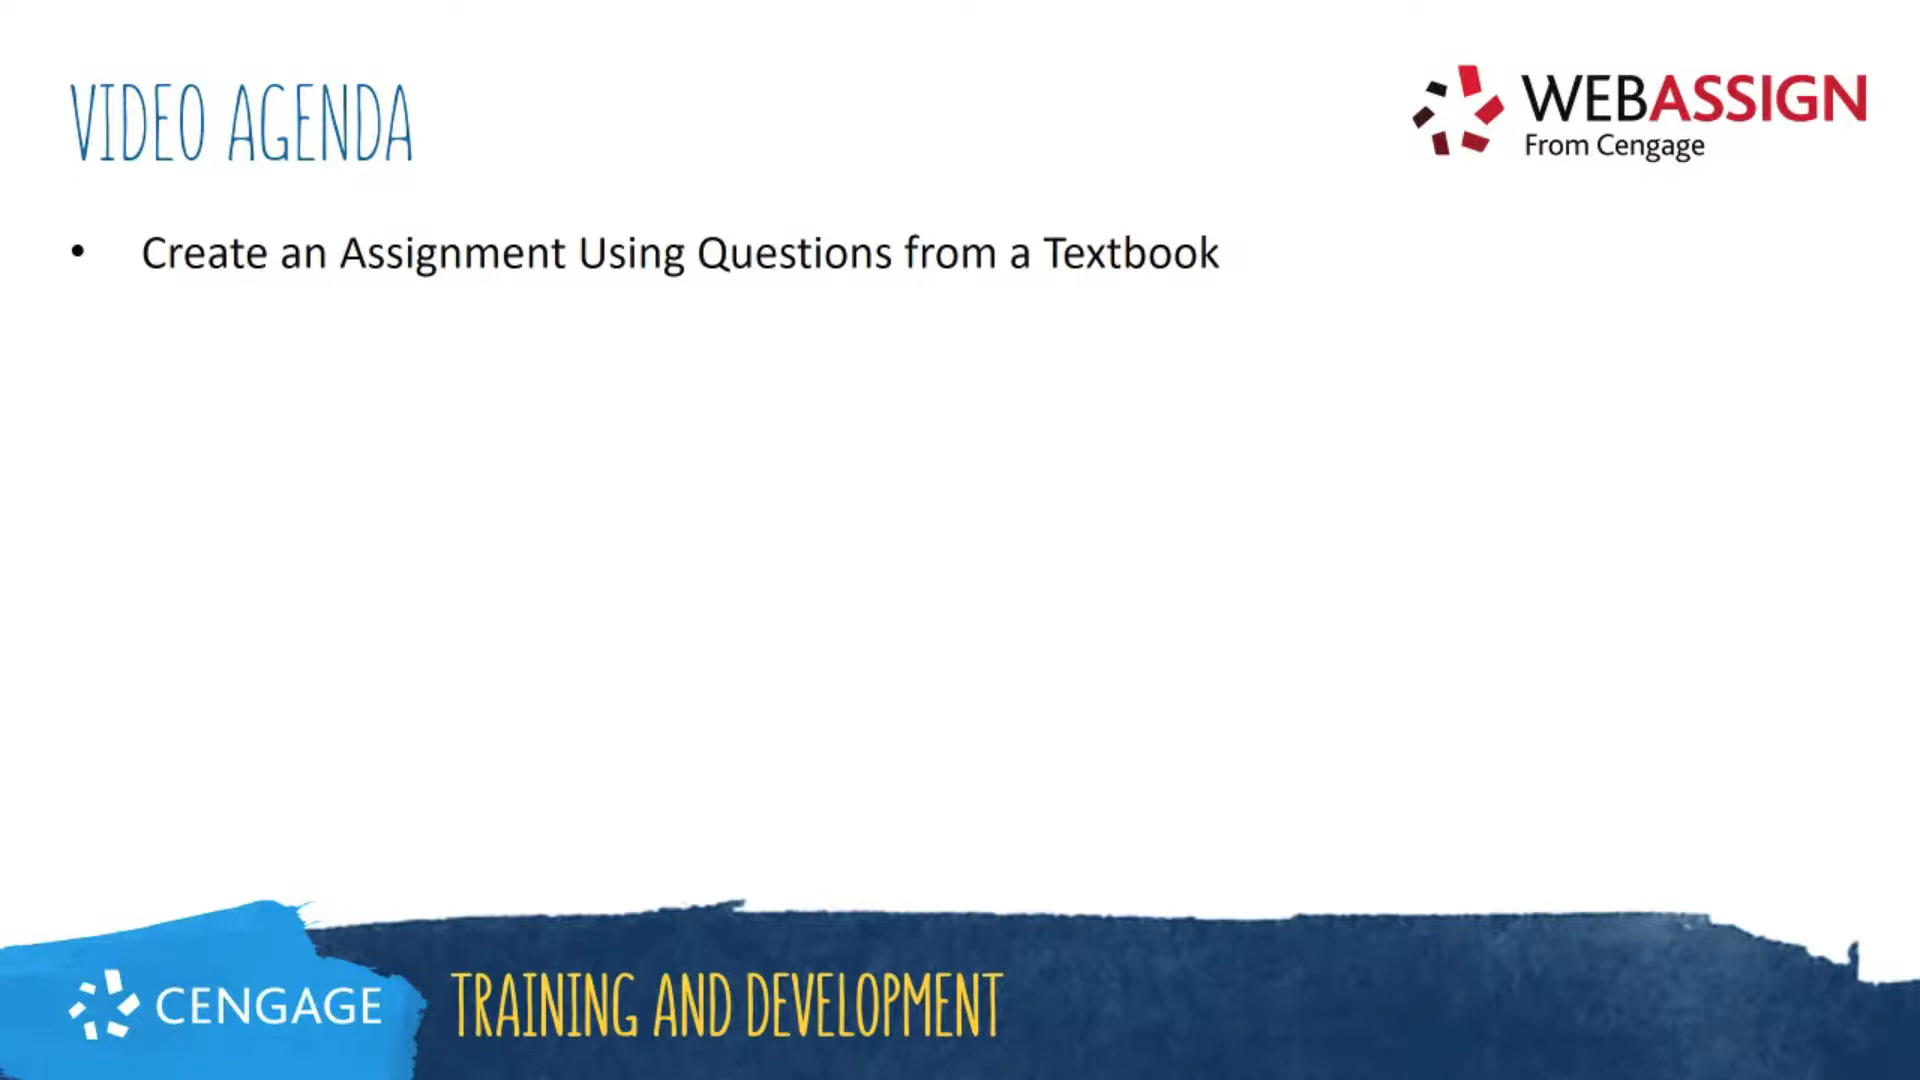 VIDEO AGENDA
WEBASSIGN
From Cengage
• Create an Assignment Using Questions from a Textbook
CENGAGE
TRAINING AND DEVELOPMENT